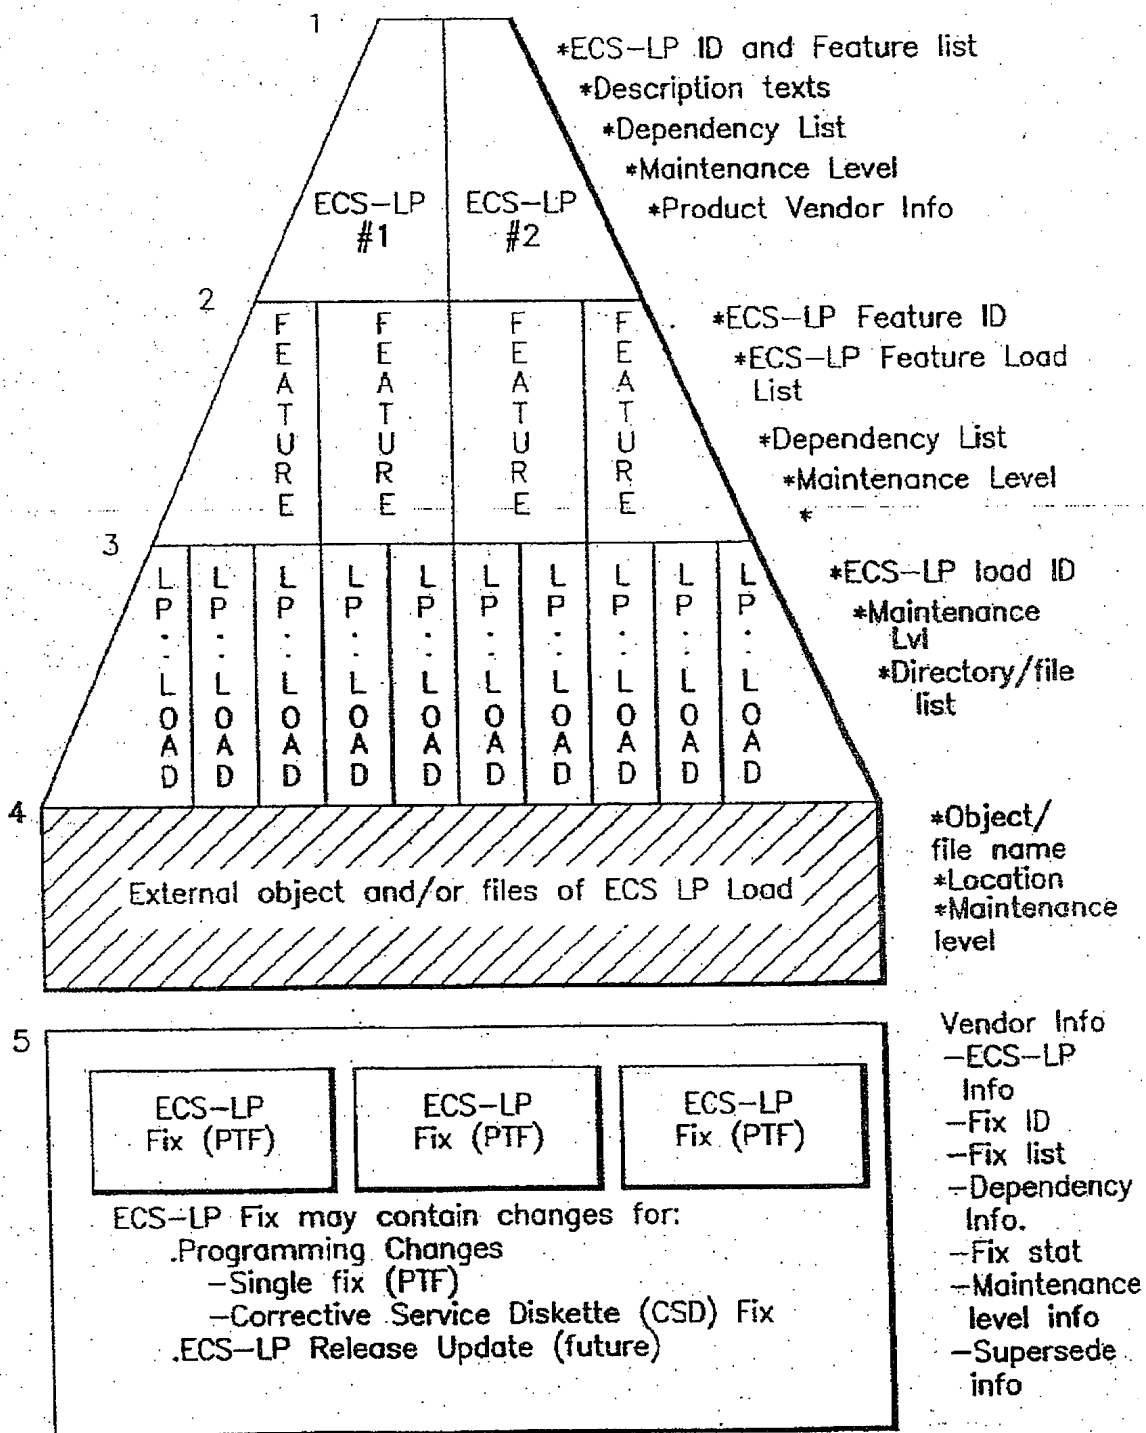 1
*ECS-LP ID and Feature list
*Description texts
*Dependency List
*Maintenance Level
*Product Vendor Info
ECS-LP
#1
ECS-LP
#2
2
FEATURE
FEATURE
FEATURE
FEATURE
*ECS-LP Feature ID
*ECS-LP Feature Load
List
*Dependency List
*Maintenance Level
*
3
LP..LOAD
LP..LOAD
LP..LOAD
LP..LOAD
LP..LOAD
LP..LOAD
LP..LOAD
LP..LOAD
LP..LOAD
LP..LOAD
*ECS-LP load ID
*Maintenance
Lvl
*Directory/file
list
4
External object and/or files of ECS LP Load
*Object/
file name
*Location
*Maintenance
level
5
ECS-LP
Fix (PTF)
ECS-LP
Fix (PTF)
ECS-LP
Fix (PTF)
ECS-LP Fix may contain changes for:
.Programming Changes
-Single fix (PTF)
-Corrective Service Diskette (CSD) Fix
.ECS-LP Release Update (future)
Vendor Info
-ECS-LP
Info
-Fix ID
-Fix list
-Dependency
Info.
-Fix stat
-Maintenance
level info
-Supersede
info